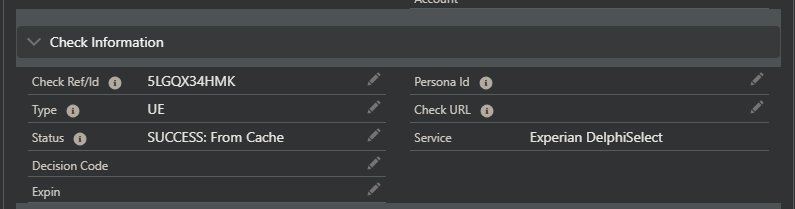 Account
Check Information
Check Ref/Id 5LGQX34HMK
Persona Id
Type UE
Check URL
Status SUCCESS: From Cache
Service Experian DelphiSelect
Decision Code
Expin